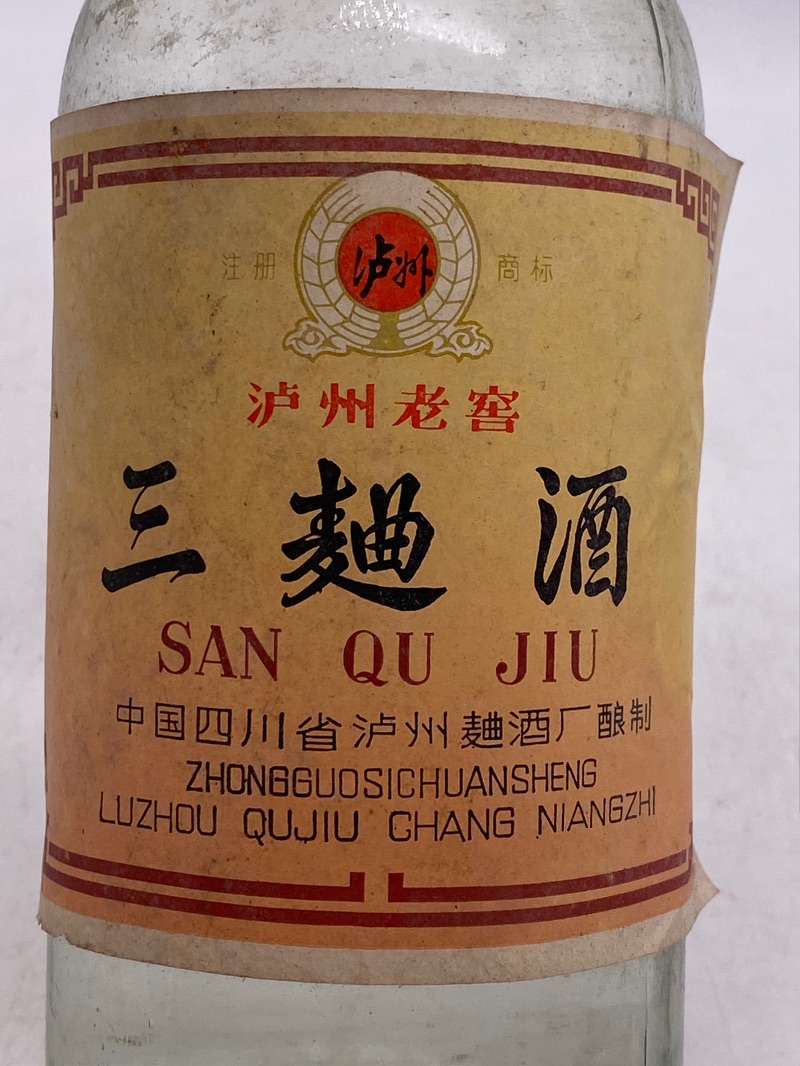 泸州
注册 商标
泸州老窖
三麯酒
SAN QU JIU
中国四川省泸州麯酒厂酿制
ZHONGGUOSICHUANSHENG
LUZHOU QUJIU CHANG NIANGZHI